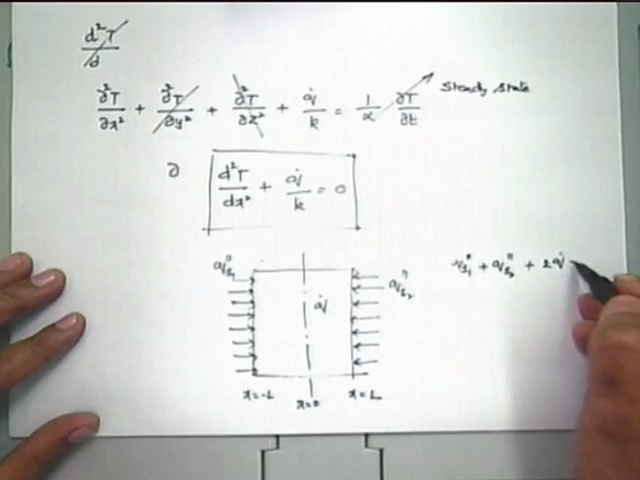 d²T/d
∂²T/∂x² + ∂²T/∂y² + ∂²T/∂z² + q̇/k = 1/α ∂T/∂t steady state
∂
d²T/dx² + q̇/k = 0
q″s₁ + q″s₂ + 2q̇
q″s₁ q̇ q″s₂
x=-L x=0 x=L